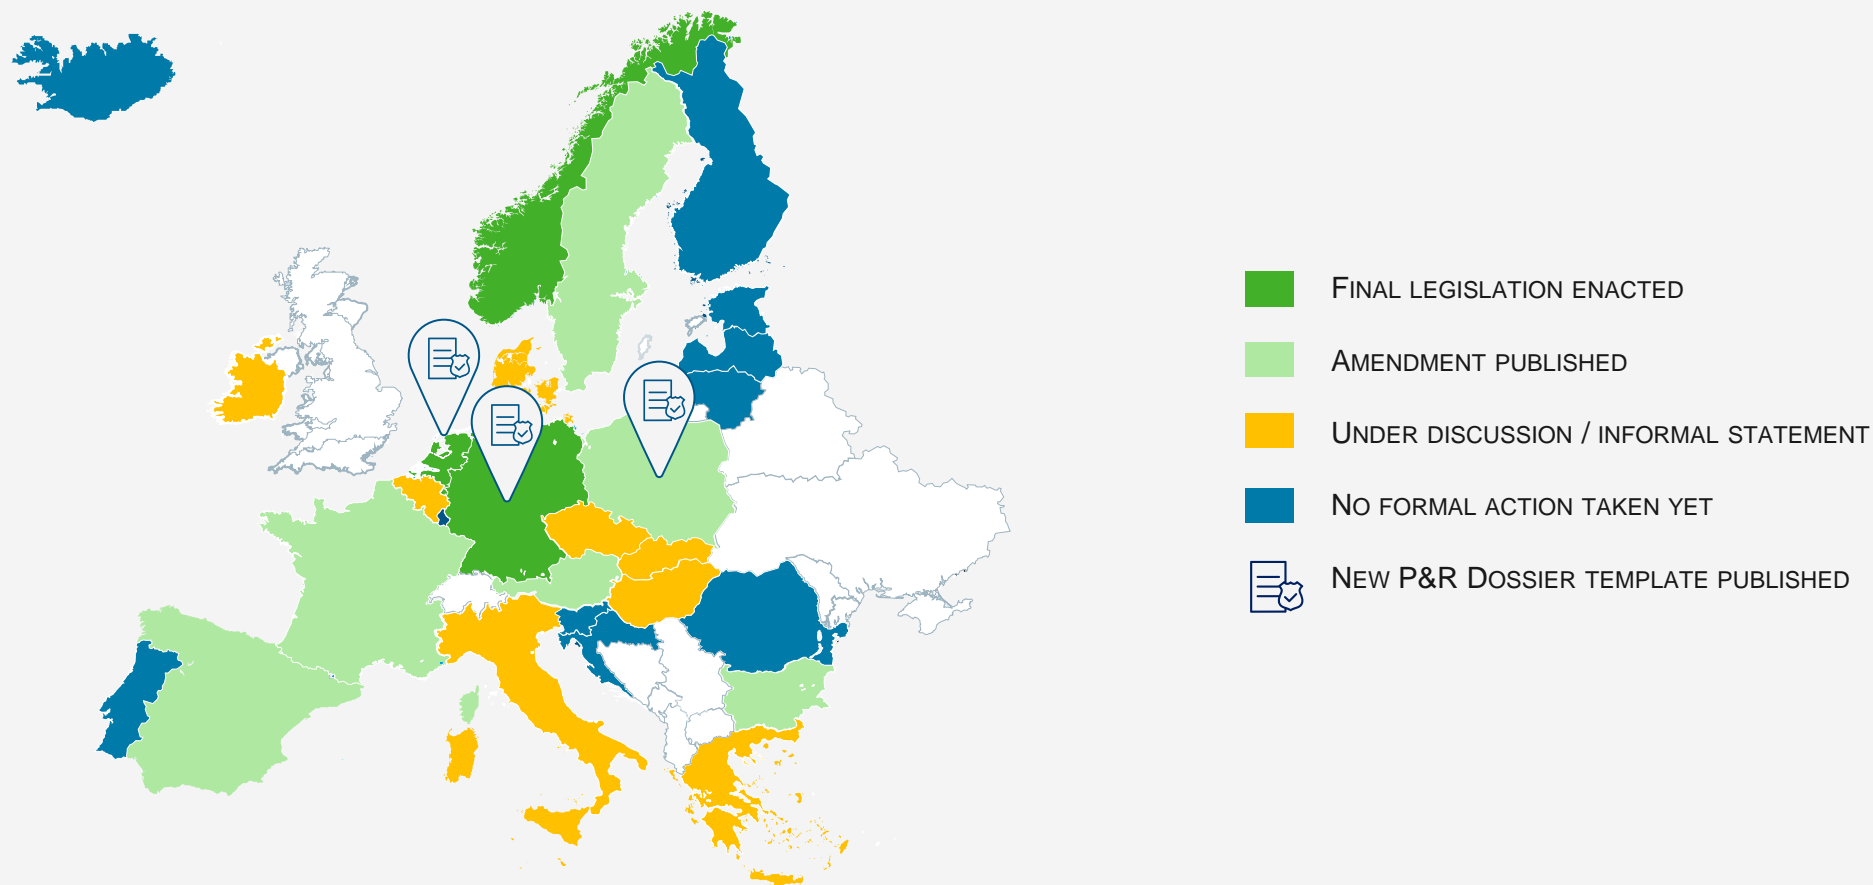 Final legislation enacted
Amendment published
Under discussion / informal statement
No formal action taken yet
New P&R Dossier template published